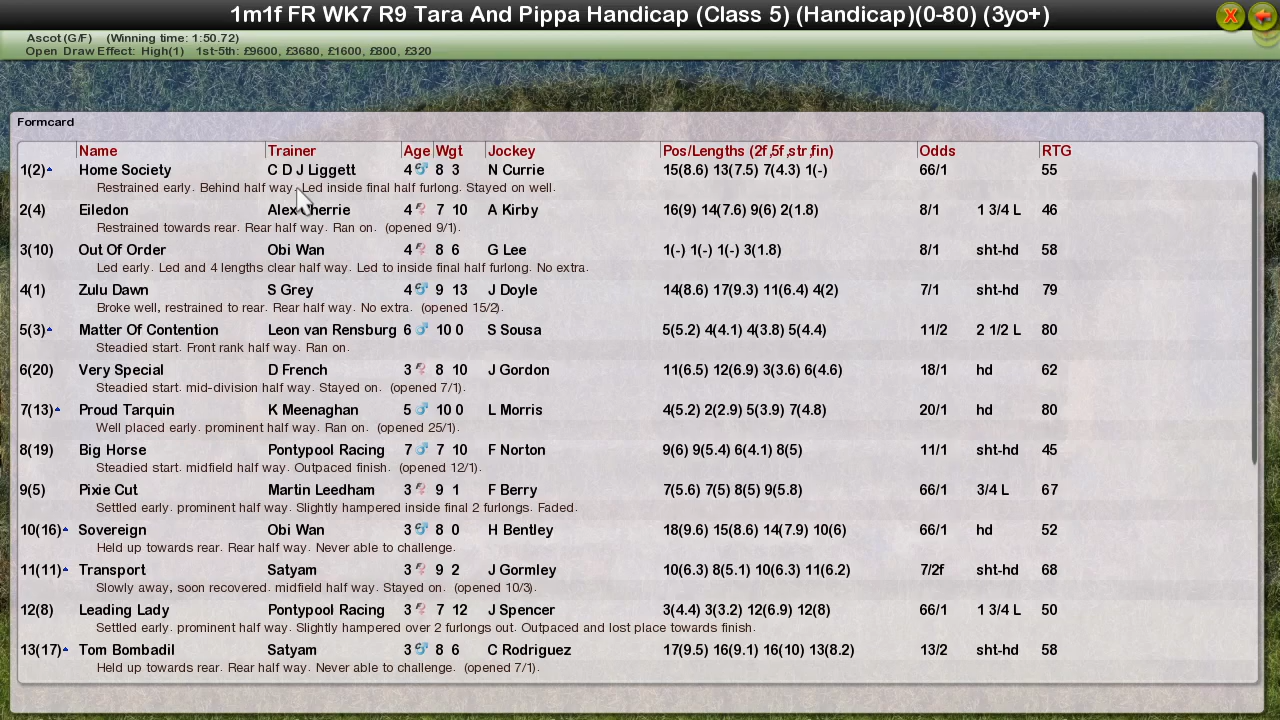 1m1f FR WK7 R9 Tara And Pippa Handicap (Class 5) (Handicap)(0-80) (3yo+)
X
Ascot(G/F) (Winning time: 1:50.72)
Open Draw Effect: High(1) 1st-5th: £9600, £3680, £1600, £800, £320
Formcard
Name Trainer Age Wgt Jockey Pos/Lengths (2f,5f,str,fin) Odds RTG
1(2) Home Society C D J Liggett 4 8 3 N Currie 15(8.6) 13(7.5) 7(4.3) 1(-) 66/1 55
Restrained early. Behind half way. Led inside final half furlong. Stayed on well.
2(4) Eiledon Alex Cherrie 4 7 10 A Kirby 16(9) 14(7.6) 9(6) 2(1.8) 8/1 1 3/4 L 46
Restrained towards rear. Rear half way. Ran on. (opened 9/1).
3(10) Out Of Order Obi Wan 4 8 6 G Lee 1(-) 1(-) 1(-) 3(1.8) 8/1 sht-hd 58
Led early. Led and 4 lengths clear half way. Led to inside final half furlong. No extra.
4(1) Zulu Dawn S Grey 4 9 13 J Doyle 14(8.6) 17(9.3) 11(6.4) 4(2) 7/1 sht-hd 79
Broke well, restrained to rear. Rear half way. No extra. (opened 15/2).
5(3) Matter Of Contention Leon van Rensburg 6 10 0 S Sousa 5(5.2) 4(4.1) 4(3.8) 5(4.4) 11/2 2 1/2 L 80
Steadied start. Front rank half way. Ran on.
6(20) Very Special D French 3 8 10 J Gordon 11(6.5) 12(6.9) 3(3.6) 6(4.6) 18/1 hd 62
Steadied start. mid-division half way. Stayed on. (opened 7/1).
7(13) Proud Tarquin K Meenaghan 5 10 0 L Morris 4(5.2) 2(2.9) 5(3.9) 7(4.8) 20/1 hd 80
Well placed early. prominent half way. Ran on. (opened 25/1).
8(19) Big Horse Pontypool Racing 7 7 10 F Norton 9(6) 9(5.4) 6(4.1) 8(5) 11/1 sht-hd 45
Steadied start. midfield half way. Outpaced finish. (opened 12/1).
9(5) Pixie Cut Martin Leedham 3 9 1 F Berry 7(5.6) 7(5) 8(5) 9(5.8) 66/1 3/4 L 67
Settled early. prominent half way. Slightly hampered inside final 2 furlongs. Faded.
10(16) Sovereign Obi Wan 3 8 0 H Bentley 18(9.6) 15(8.6) 14(7.9) 10(6) 66/1 hd 52
Held up towards rear. Rear half way. Never able to challenge.
11(11) Transport Satyam 3 9 2 J Gormley 10(6.3) 8(5.1) 10(6.3) 11(6.2) 7/2f sht-hd 68
Slowly away, soon recovered. midfield half way. Stayed on. (opened 10/3).
12(8) Leading Lady Pontypool Racing 3 7 12 J Spencer 3(4.4) 3(3.2) 12(6.9) 12(8) 66/1 1 3/4 L 50
Settled early. prominent half way. Slightly hampered over 2 furlongs out. Outpaced and lost place towards finish.
13(17) Tom Bombadil Satyam 3 8 6 C Rodriguez 17(9.5) 16(9.1) 16(10) 13(8.2) 13/2 sht-hd 58
Held up towards rear. Rear half way. Never able to challenge. (opened 7/1).